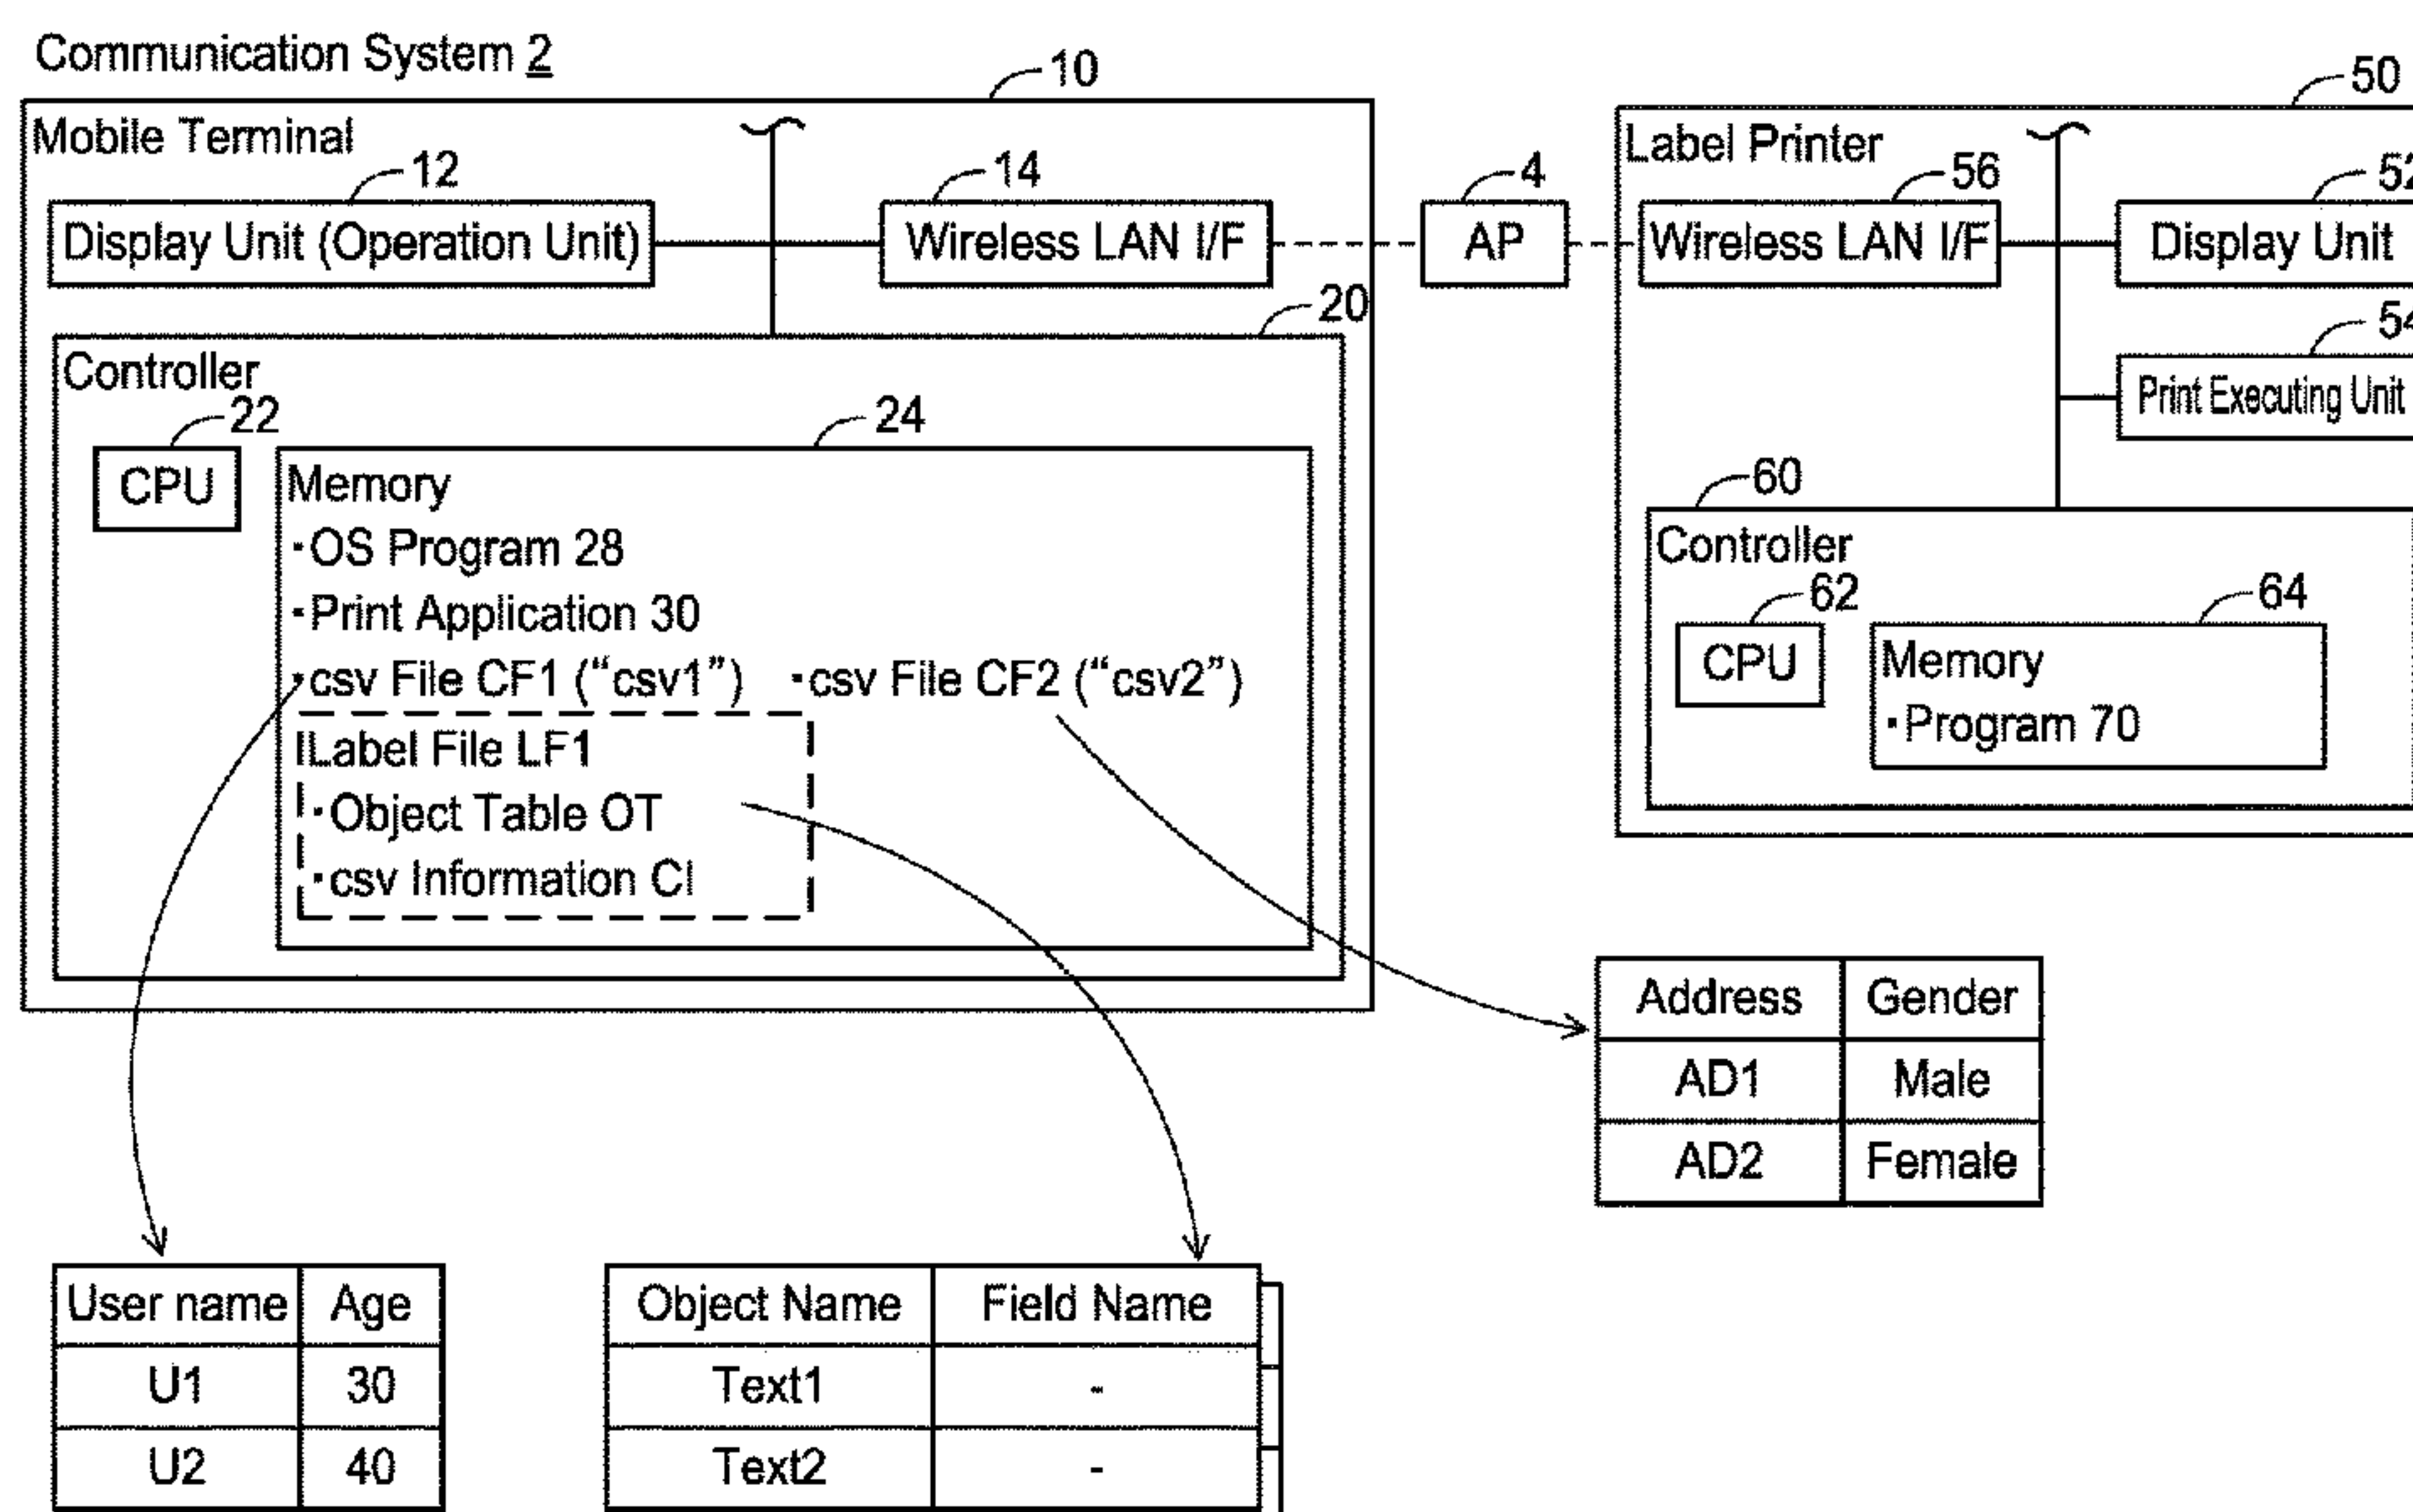 Communication System 2
10
50
Mobile Terminal
Label Printer
12
14
4
56
52
Display Unit (Operation Unit)
Wireless LAN I/F
AP
Wireless LAN I/F
Display Unit
20
54
Controller
Print Executing Unit
22
24
CPU
Memory
・OS Program 28
・Print Application 30
・csv File CF1 (“csv1”) ・csv File CF2 (“csv2”)
Label File LF1
・Object Table OT
・csv Information CI
60
Controller
62
64
CPU
Memory
・Program 70
Address Gender
AD1 Male
AD2 Female
User name Age
U1 30
U2 40
Object Name Field Name
Text1 -
Text2 -